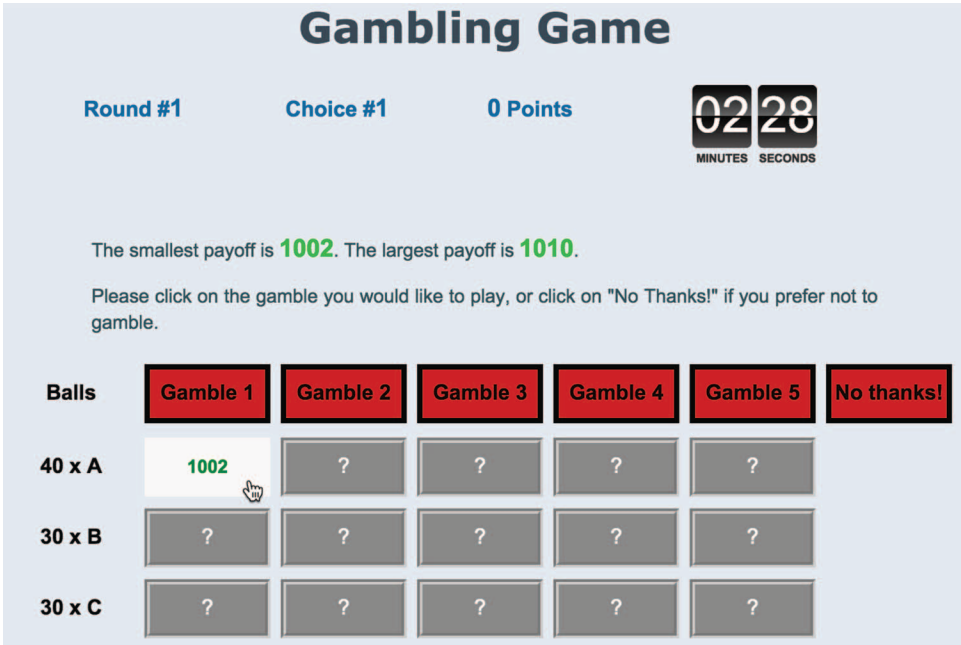 Gambling Game
Round #1 Choice #1 0 Points 02 28
MINUTES SECONDS
The smallest payoff is 1002. The largest payoff is 1010.
Please click on the gamble you would like to play, or click on "No Thanks!" if you prefer not to
gamble.
Balls Gamble 1 Gamble 2 Gamble 3 Gamble 4 Gamble 5 No thanks!
40 x A 1002 ? ? ? ?
30 x B ? ? ? ? ?
30 x C ? ? ? ? ?